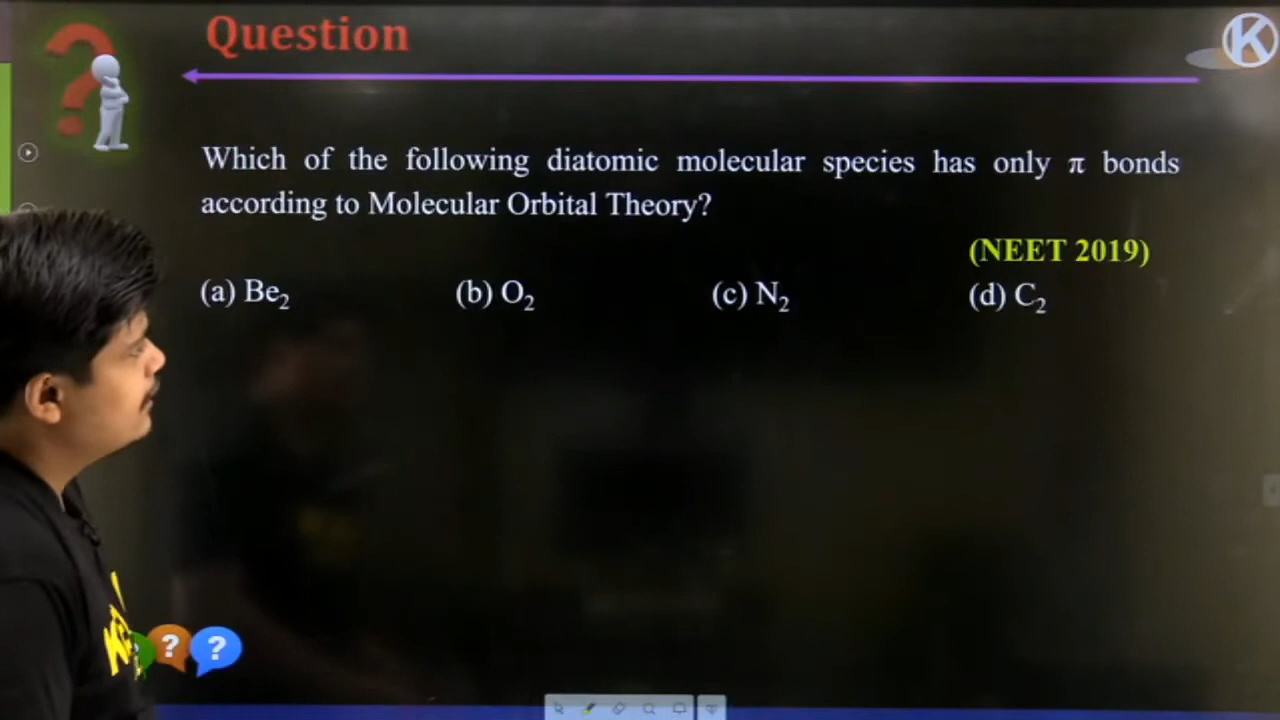 Question
Which of the following diatomic molecular species has only π bonds
according to Molecular Orbital Theory?
(NEET 2019)
(a) Be₂ (b) O₂ (c) N₂ (d) C₂
K
? ?